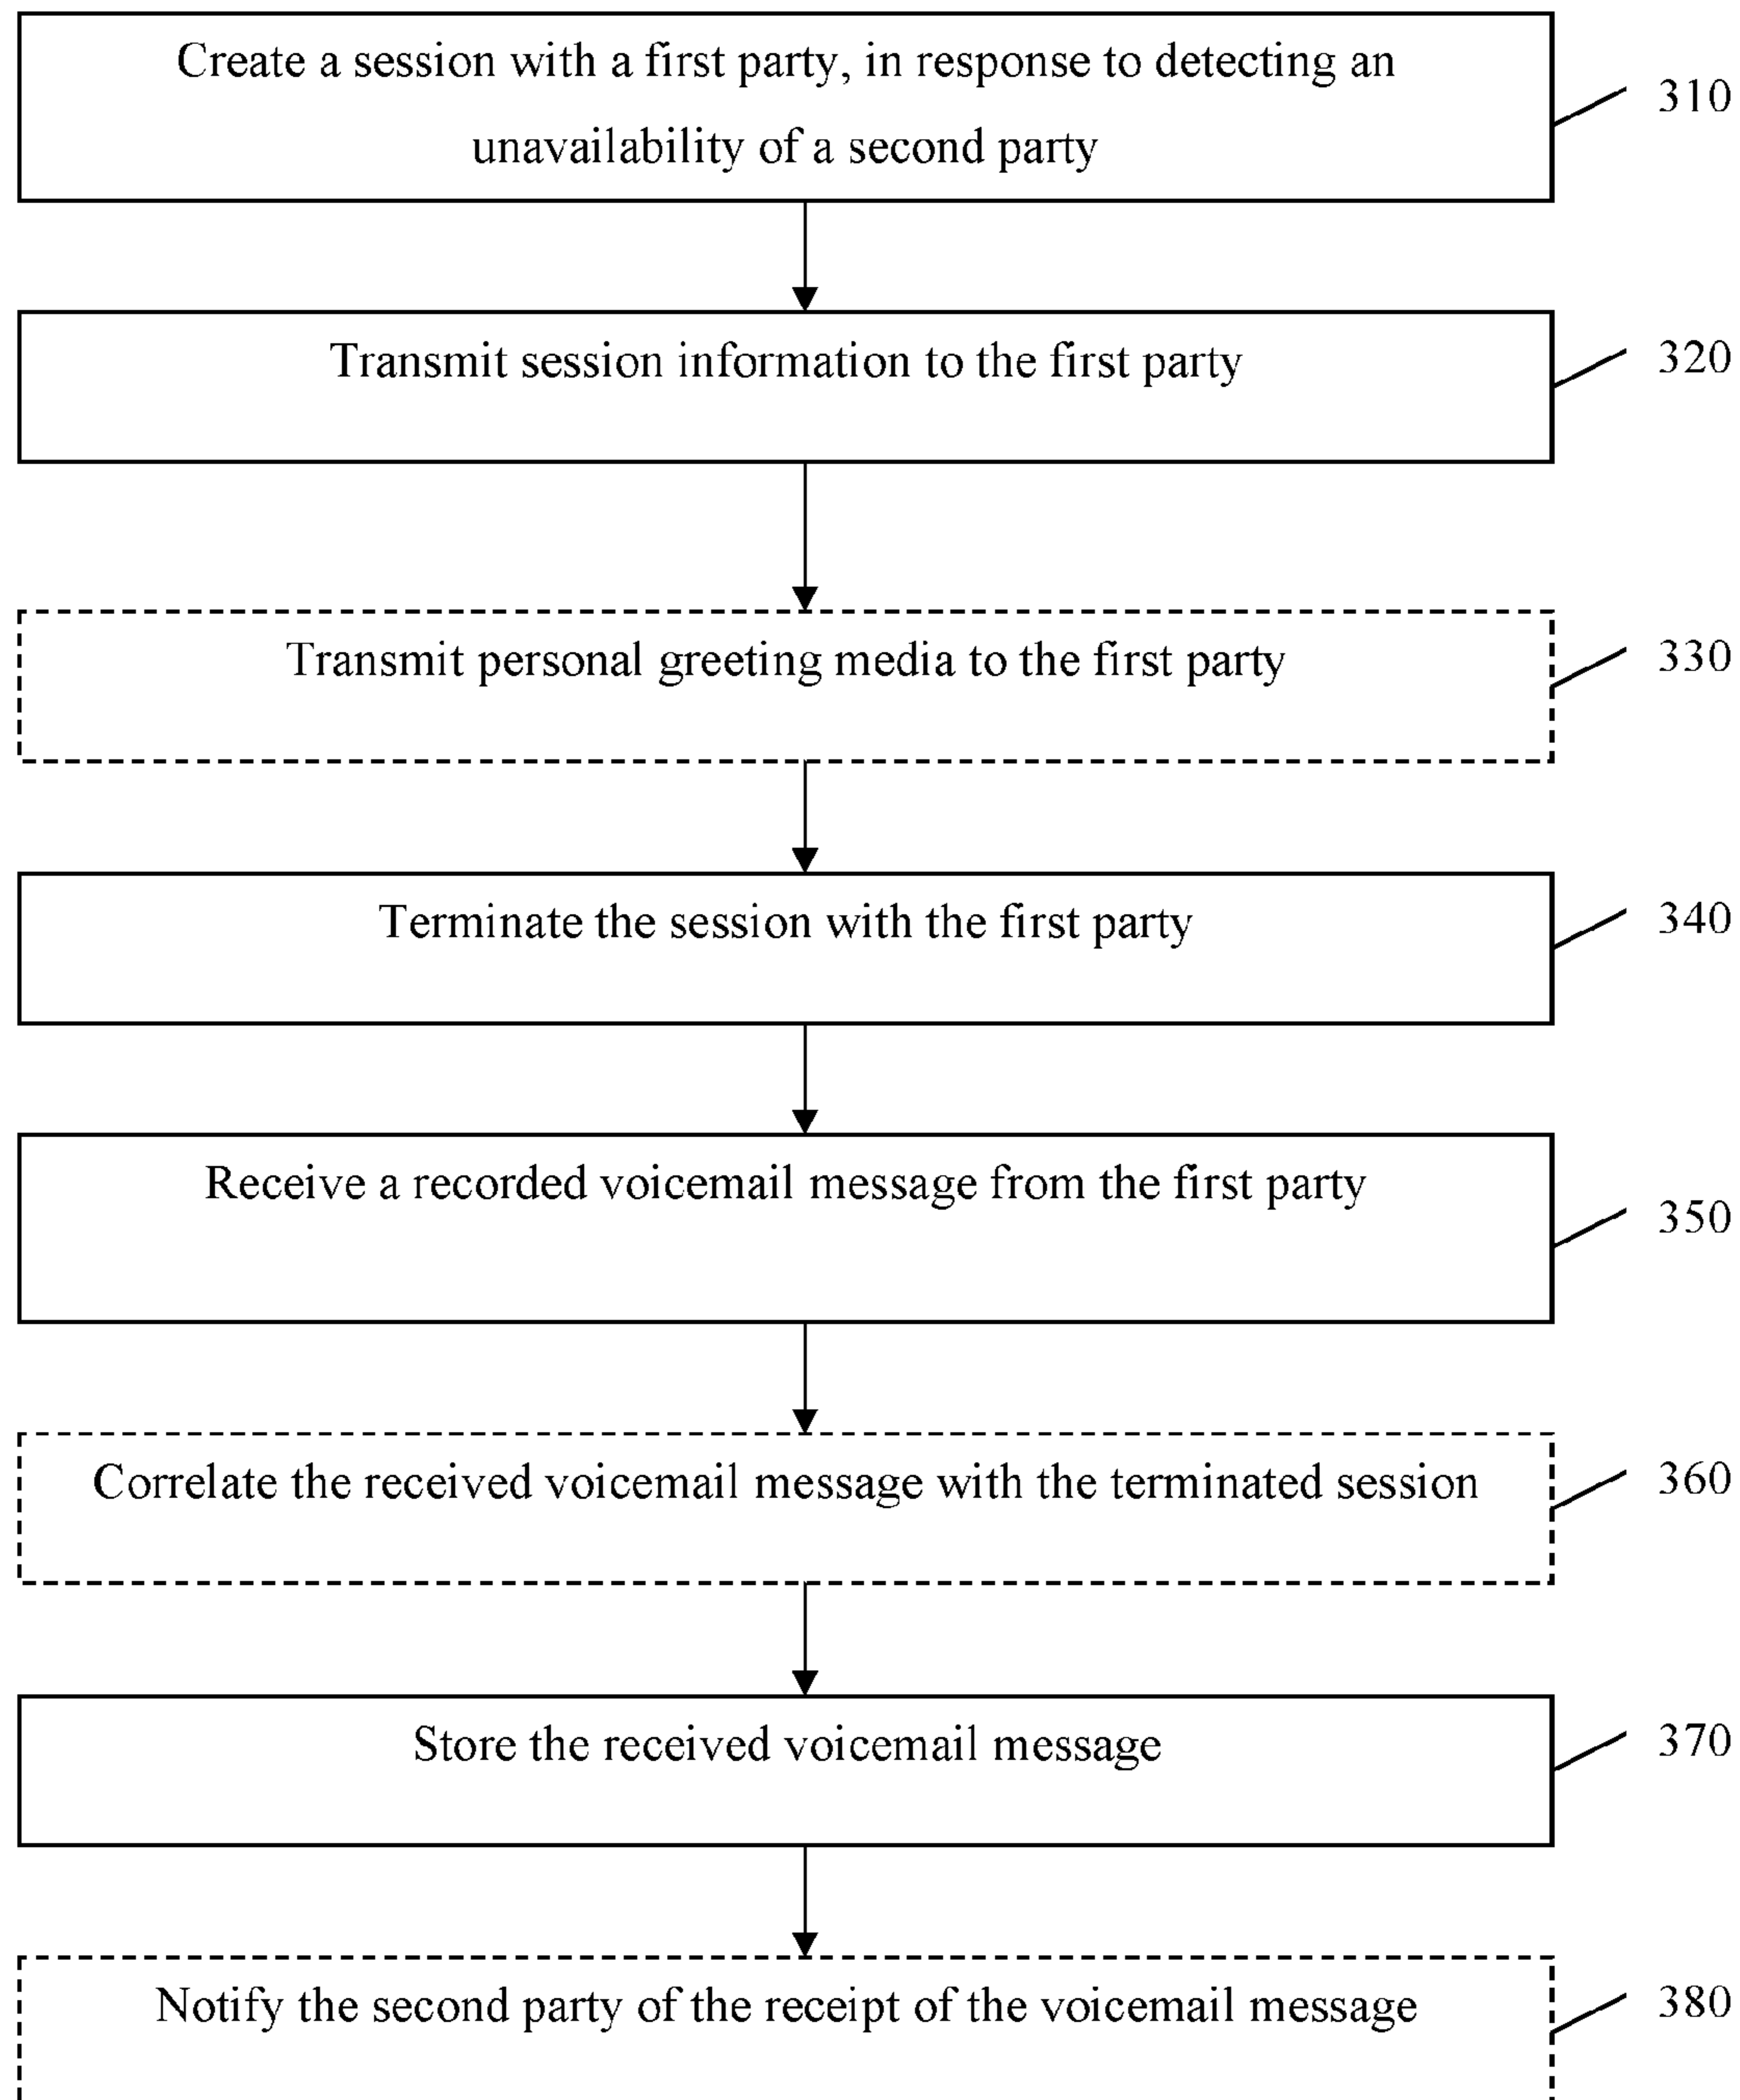 Create a session with a first party, in response to detecting an
unavailability of a second party
310
Transmit session information to the first party
320
Transmit personal greeting media to the first party
330
Terminate the session with the first party
340
Receive a recorded voicemail message from the first party
350
Correlate the received voicemail message with the terminated session
360
Store the received voicemail message
370
Notify the second party of the receipt of the voicemail message
380